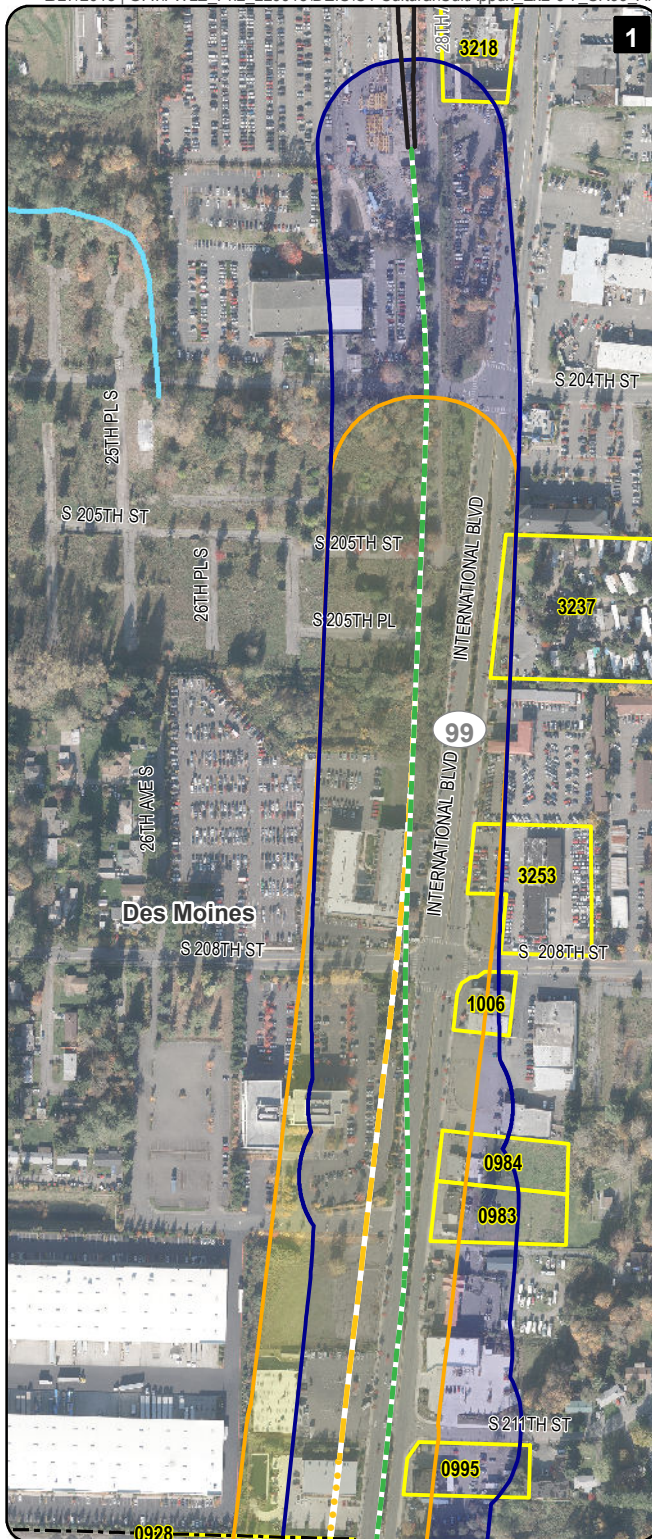 28TH
3218
1
S 204TH ST
25TH PL S
S 205TH ST
S 205TH ST
26TH PL S
S 205TH PL
INTERNATIONAL BLVD
3237
99
26TH AVE S
INTERNATIONAL BLVD
3253
Des Moines
S 208TH ST
S 208TH ST
1006
0984
0983
S 211TH ST
0995
0928